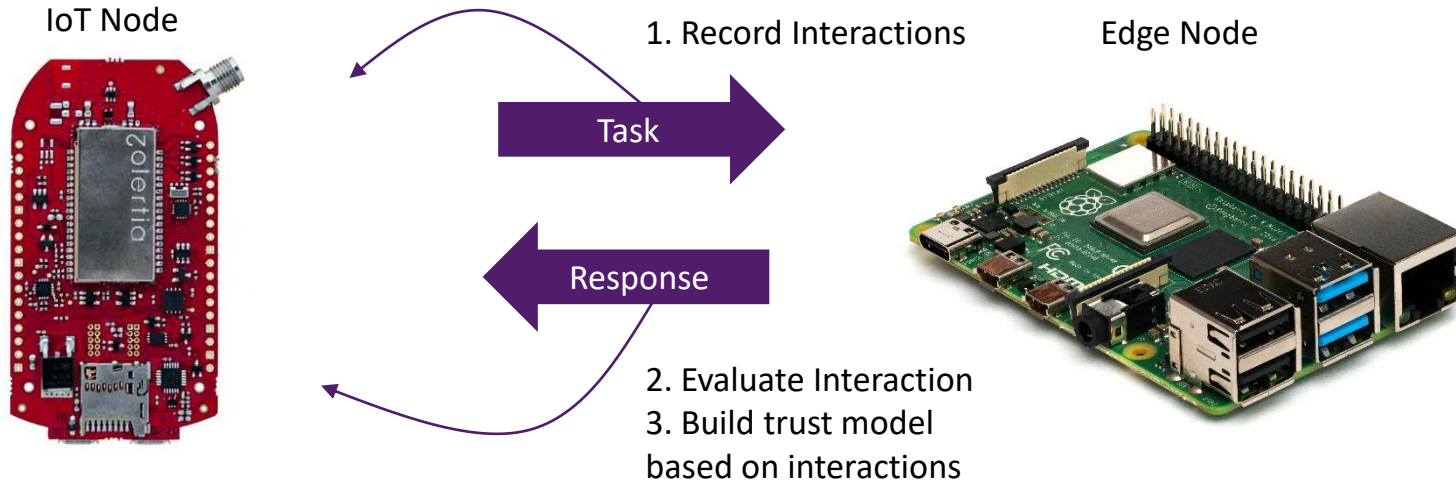 IoT Node
1. Record Interactions
Edge Node
Task
Zolertia
Response
HDMI
2. Evaluate Interaction
3. Build trust model
based on interactions